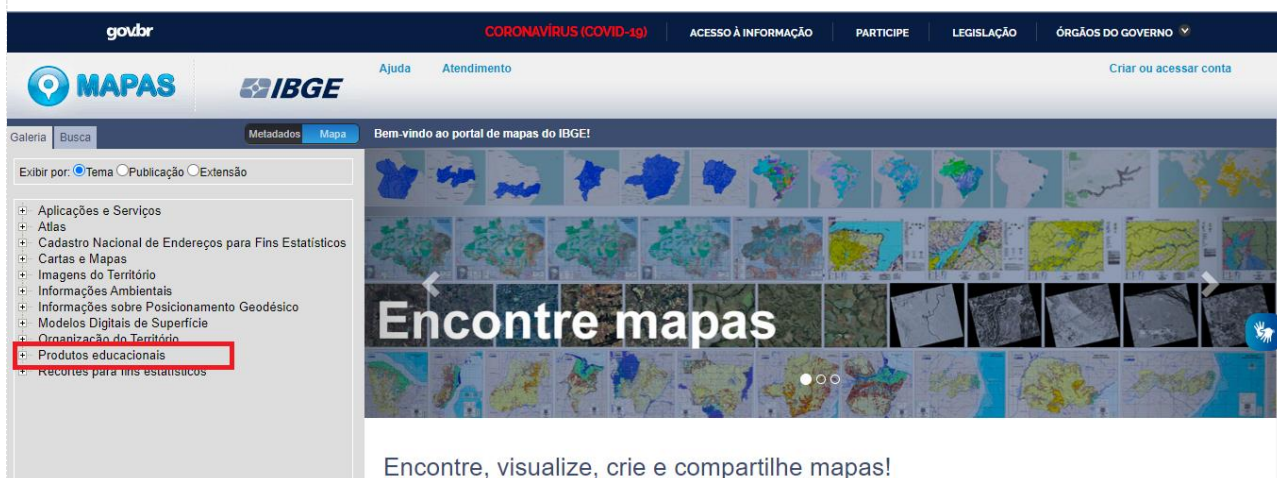 gov.br
CORONAVÍRUS (COVID-19)
ACESSO À INFORMAÇÃO
PARTICIPE
LEGISLAÇÃO
ÓRGÃOS DO GOVERNO
MAPAS
IBGE
Ajuda
Atendimento
Criar ou acessar conta
Galeria
Busca
Metadados
Mapa
Bem-vindo ao portal de mapas do IBGE!
Exibir por: Tema Publicação Extensão
Aplicações e Serviços
Atlas
Cadastro Nacional de Endereços para Fins Estatísticos
Cartas e Mapas
Imagens do Território
Informações Ambientais
Informações sobre Posicionamento Geodésico
Modelos Digitais de Superfície
Organização do Território
Produtos educacionais
Recortes para fins estatísticos
Encontre mapas
Encontre, visualize, crie e compartilhe mapas!